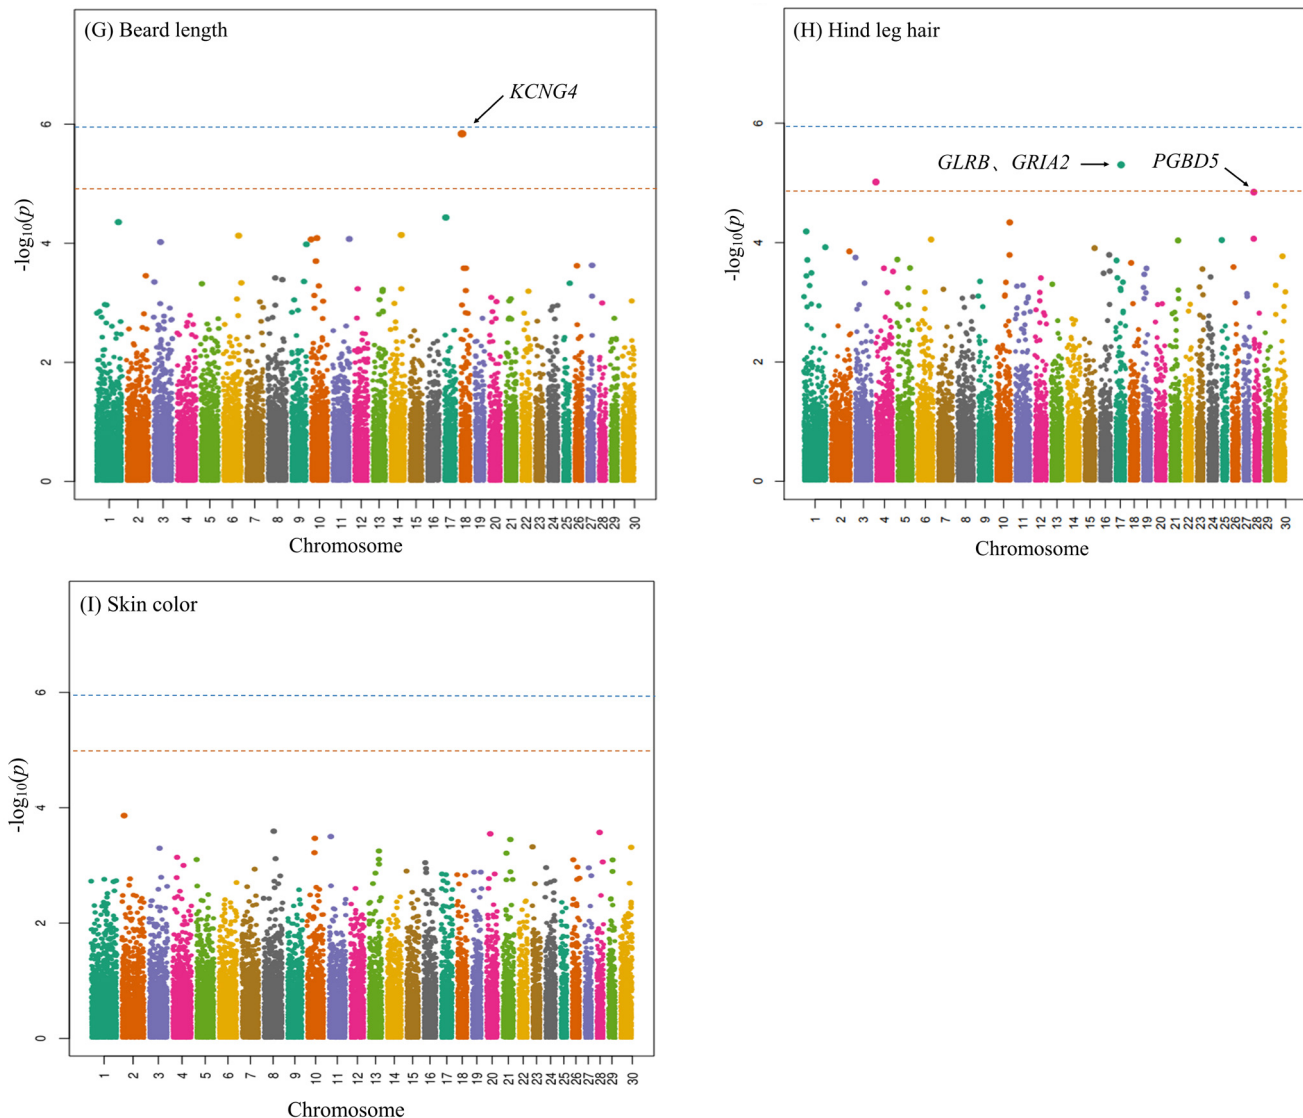 (G) Beard length
KCNG4
6
4
2
0
-log10(p)
1 2 3 4 5 6 7 8 9 10 11 12 13 14 15 16 17 18 19 20 21 22 23 24 25 26 27 28 29 30
Chromosome
(H) Hind leg hair
GLRB、GRIA2
PGBD5
6
4
2
0
-log10(p)
1 2 3 4 5 6 7 8 9 10 11 12 13 14 15 16 17 18 19 20 21 22 23 24 25 26 27 28 29 30
Chromosome
(I) Skin color
6
4
2
0
-log10(p)
1 2 3 4 5 6 7 8 9 10 11 12 13 14 15 16 17 18 19 20 21 22 23 24 25 26 27 28 29 30
Chromosome